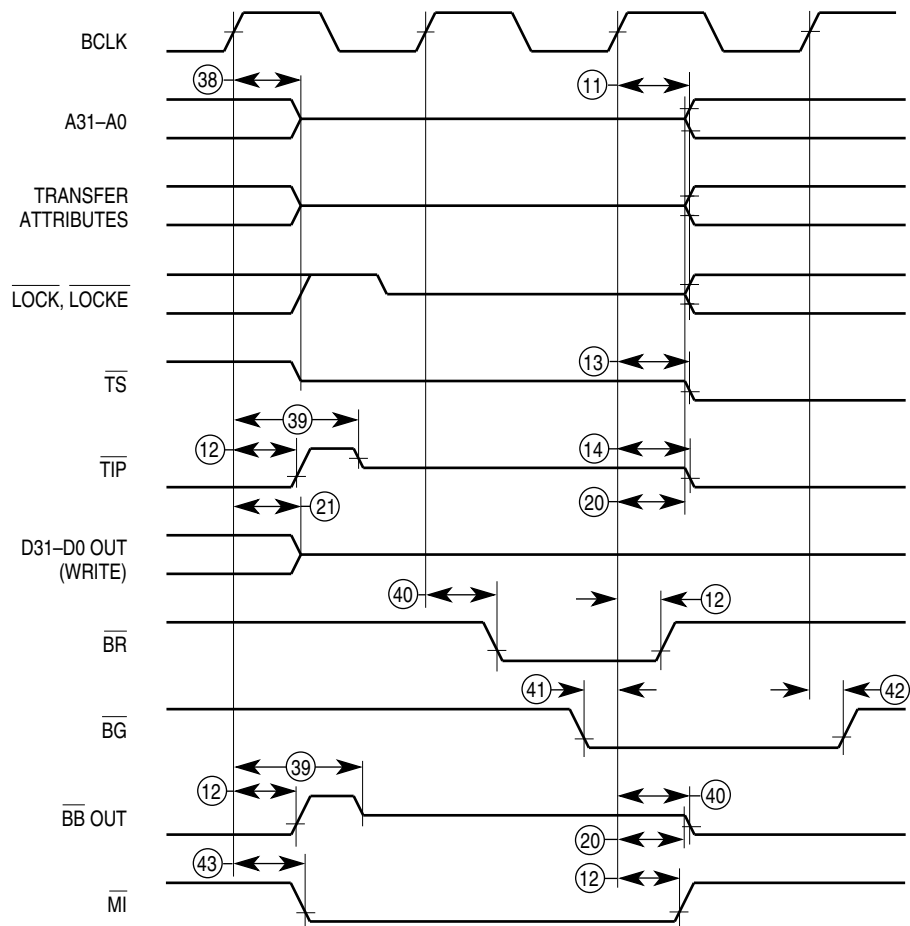 BCLK
38
11
A31–A0
TRANSFER
ATTRIBUTES
LOCK, LOCKE
13
TS
39
12
14
TIP
21
20
D31–D0 OUT
(WRITE)
40
12
BR
41
42
BG
39
12
40
BB OUT
20
43
12
MI